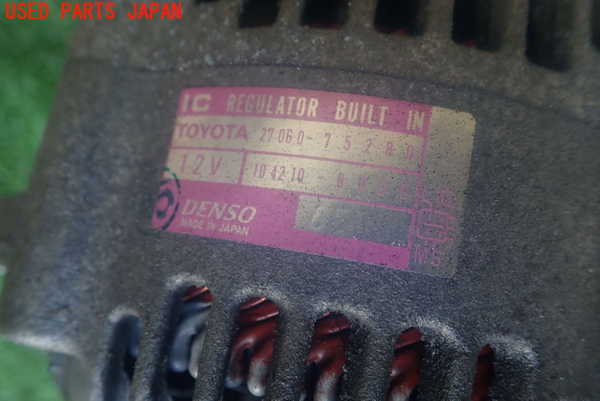 USED PARTS JAPAN
IC REGULATOR BUILT IN
TOYOTA 27060-75280
12V 104210-
DENSO
MADE IN JAPAN